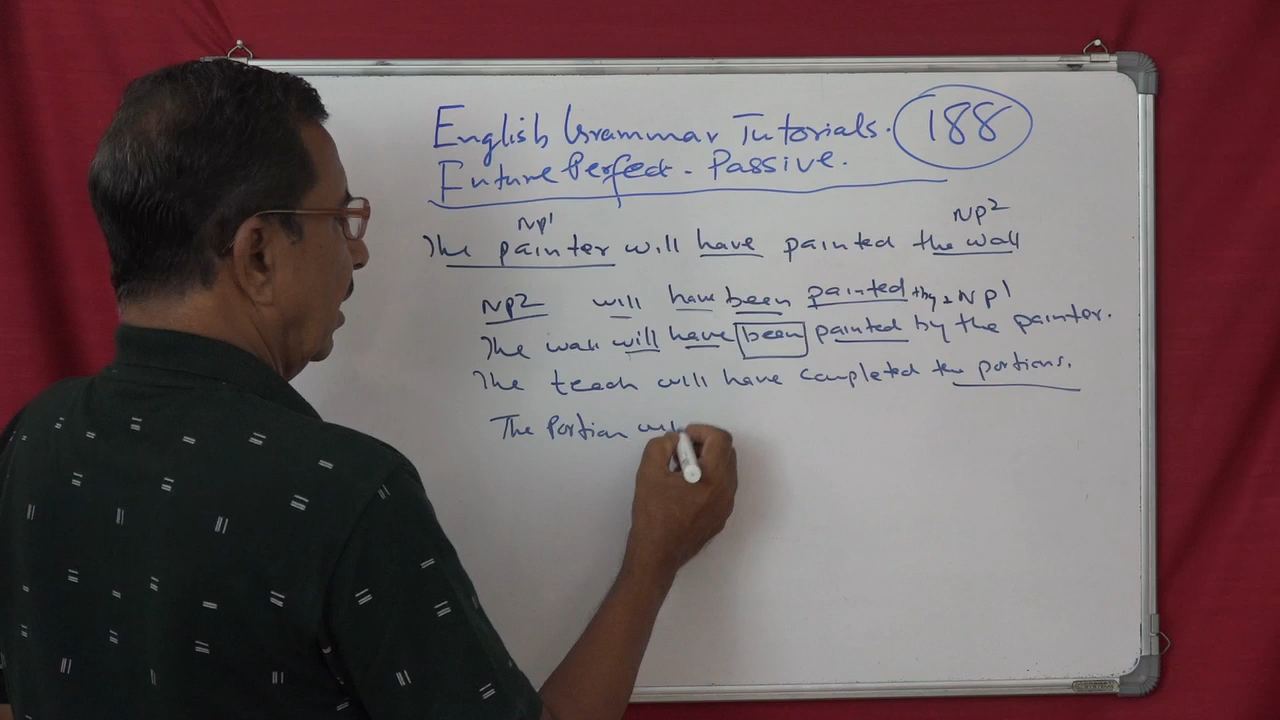 English Grammar Tutorials. 188
Future Perfect - Passive.
NP1 NP2
The painter will have painted the wall
NP2 will have been painted + by + NP1
The wall will have been painted by the painter.
The teach will have completed the portions.
The Portion will